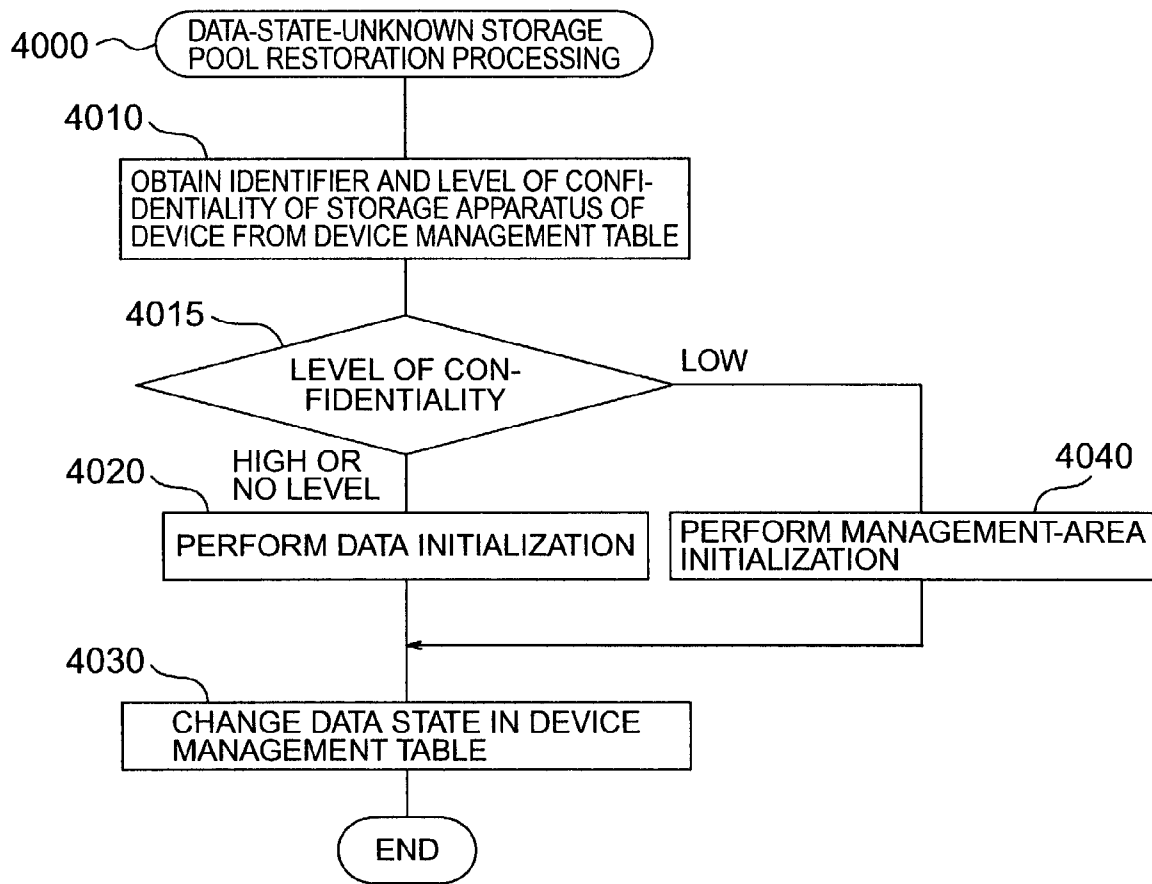 4000
DATA-STATE-UNKNOWN STORAGE
POOL RESTORATION PROCESSING
4010
OBTAIN IDENTIFIER AND LEVEL OF CONFI-
DENTIALITY OF STORAGE APPARATUS OF
DEVICE FROM DEVICE MANAGEMENT TABLE
4015
LEVEL OF CON-
FIDENTIALITY
LOW
HIGH OR
NO LEVEL
4020
PERFORM DATA INITIALIZATION
4040
PERFORM MANAGEMENT-AREA
INITIALIZATION
4030
CHANGE DATA STATE IN DEVICE
MANAGEMENT TABLE
END